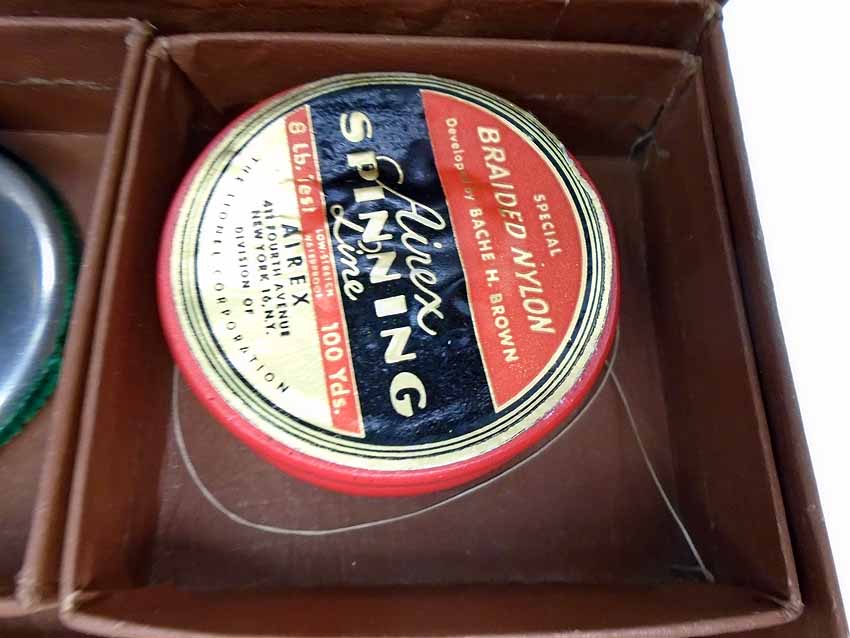 SPECIAL
BRAIDED NYLON
Developed by BACHE H. BROWN
Airex
SPINNING
Line
8 Lb. Test LOW-STRETCH WATERPROOF 100 Yds.
AIREX
411 FOURTH AVENUE
NEW YORK 16, N.Y.
DIVISION OF
THE LIONEL CORPORATION